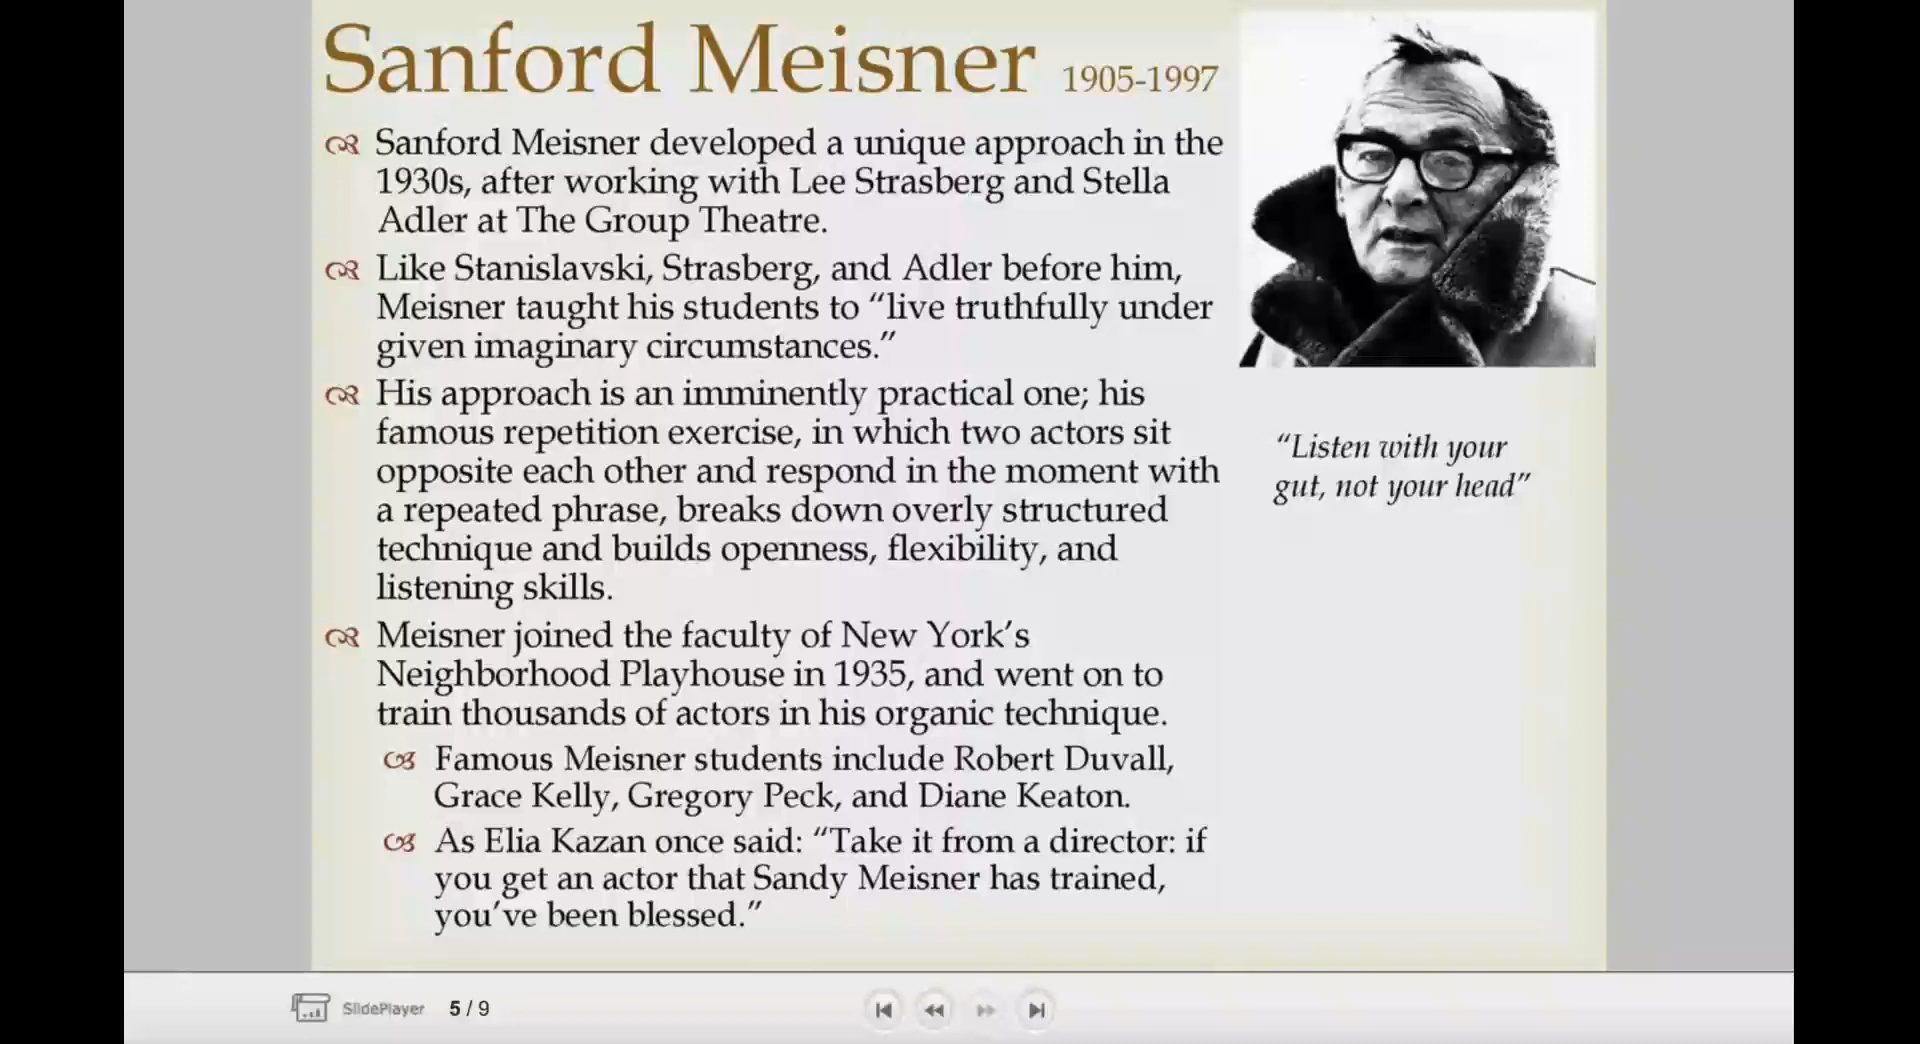 Sanford Meisner 1905-1997
Sanford Meisner developed a unique approach in the
1930s, after working with Lee Strasberg and Stella
Adler at The Group Theatre.
Like Stanislavski, Strasberg, and Adler before him,
Meisner taught his students to “live truthfully under
given imaginary circumstances.”
His approach is an imminently practical one; his
famous repetition exercise, in which two actors sit
opposite each other and respond in the moment with
a repeated phrase, breaks down overly structured
technique and builds openness, flexibility, and
listening skills.
Meisner joined the faculty of New York’s
Neighborhood Playhouse in 1935, and went on to
train thousands of actors in his organic technique.
Famous Meisner students include Robert Duvall,
Grace Kelly, Gregory Peck, and Diane Keaton.
As Elia Kazan once said: “Take it from a director: if
you get an actor that Sandy Meisner has trained,
you’ve been blessed.”
“Listen with your
gut, not your head”
SlidePlayer 5 / 9